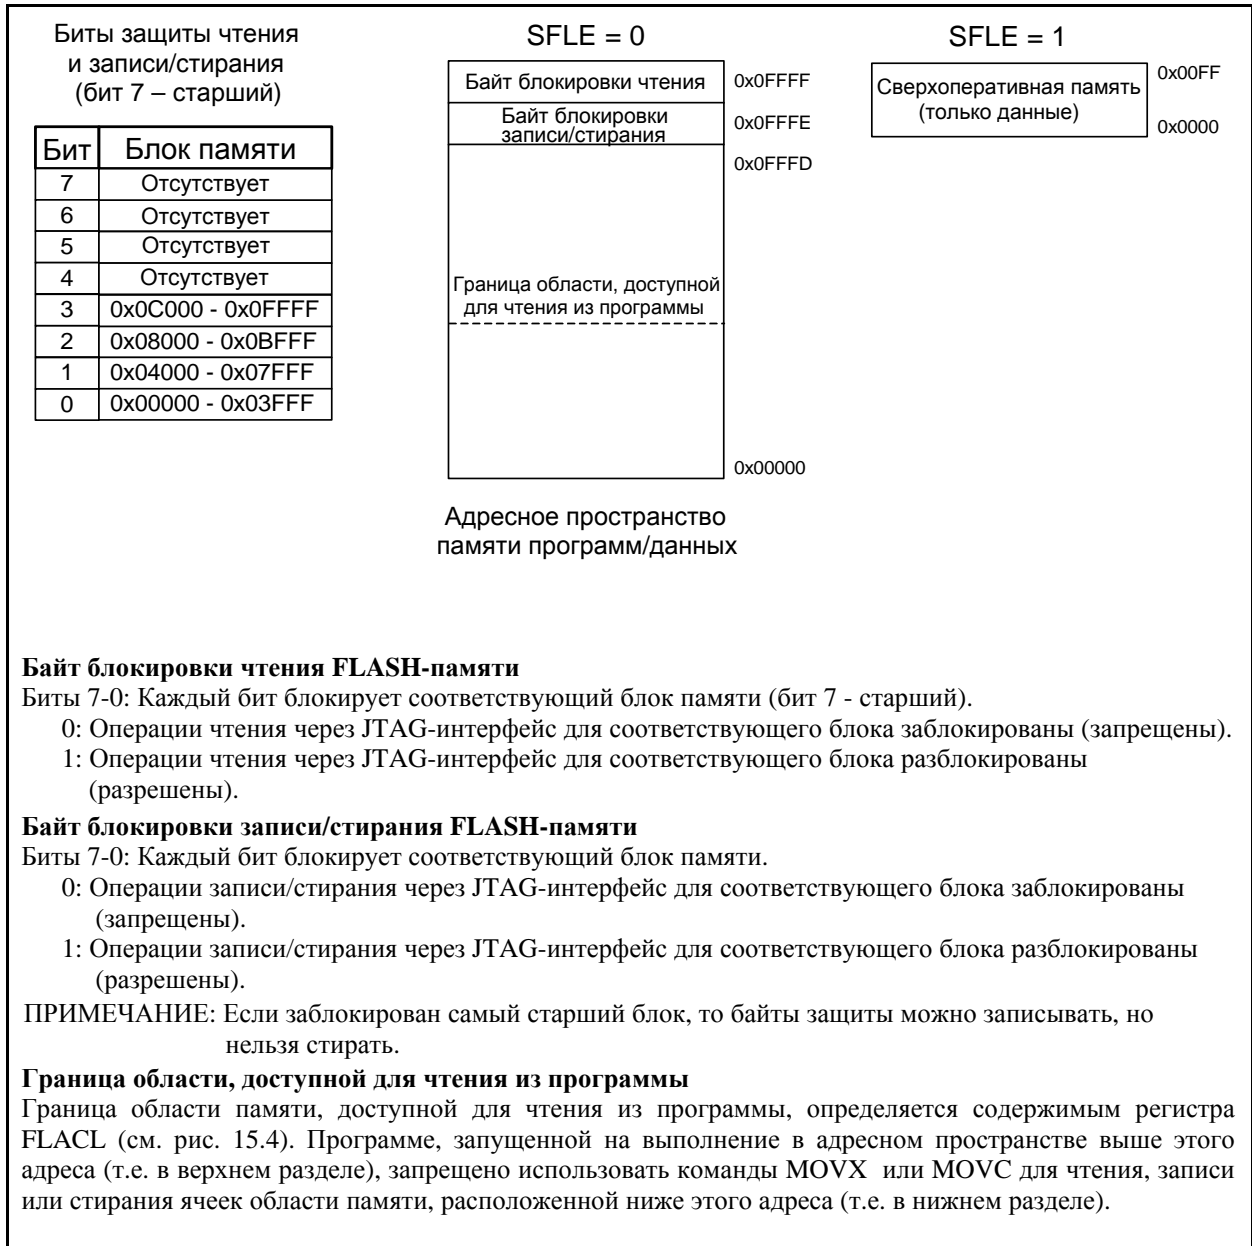 Биты защиты чтения
и записи/стирания
(бит 7 – старший)
Бит Блок памяти
7 Отсутствует
6 Отсутствует
5 Отсутствует
4 Отсутствует
3 0x0C000 - 0x0FFFF
2 0x08000 - 0x0BFFF
1 0x04000 - 0x07FFF
0 0x00000 - 0x03FFF
SFLE = 0
Байт блокировки чтения 0x0FFFF
Байт блокировки
записи/стирания
0x0FFFE
0x0FFFD
Граница области, доступной
для чтения из программы
0x00000
Адресное пространство
памяти программ/данных
SFLE = 1
Сверхоперативная память
(только данные)
0x00FF
0x0000
Байт блокировки чтения FLASH-памяти
Биты 7-0: Каждый бит блокирует соответствующий блок памяти (бит 7 - старший).
0: Операции чтения через JTAG-интерфейс для соответствующего блока заблокированы (запрещены).
1: Операции чтения через JTAG-интерфейс для соответствующего блока разблокированы
(разрешены).
Байт блокировки записи/стирания FLASH-памяти
Биты 7-0: Каждый бит блокирует соответствующий блок памяти.
0: Операции записи/стирания через JTAG-интерфейс для соответствующего блока заблокированы
(запрещены).
1: Операции записи/стирания через JTAG-интерфейс для соответствующего блока разблокированы
(разрешены).
ПРИМЕЧАНИЕ: Если заблокирован самый старший блок, то байты защиты можно записывать, но
нельзя стирать.
Граница области, доступной для чтения из программы
Граница области памяти, доступной для чтения из программы, определяется содержимым регистра
FLACL (см. рис. 15.4). Программе, запущенной на выполнение в адресном пространстве выше этого
адреса (т.е. в верхнем разделе), запрещено использовать команды MOVX или MOVC для чтения, записи
или стирания ячеек области памяти, расположенной ниже этого адреса (т.е. в нижнем разделе).